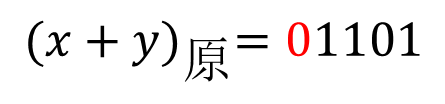 (x + y)原= 01101